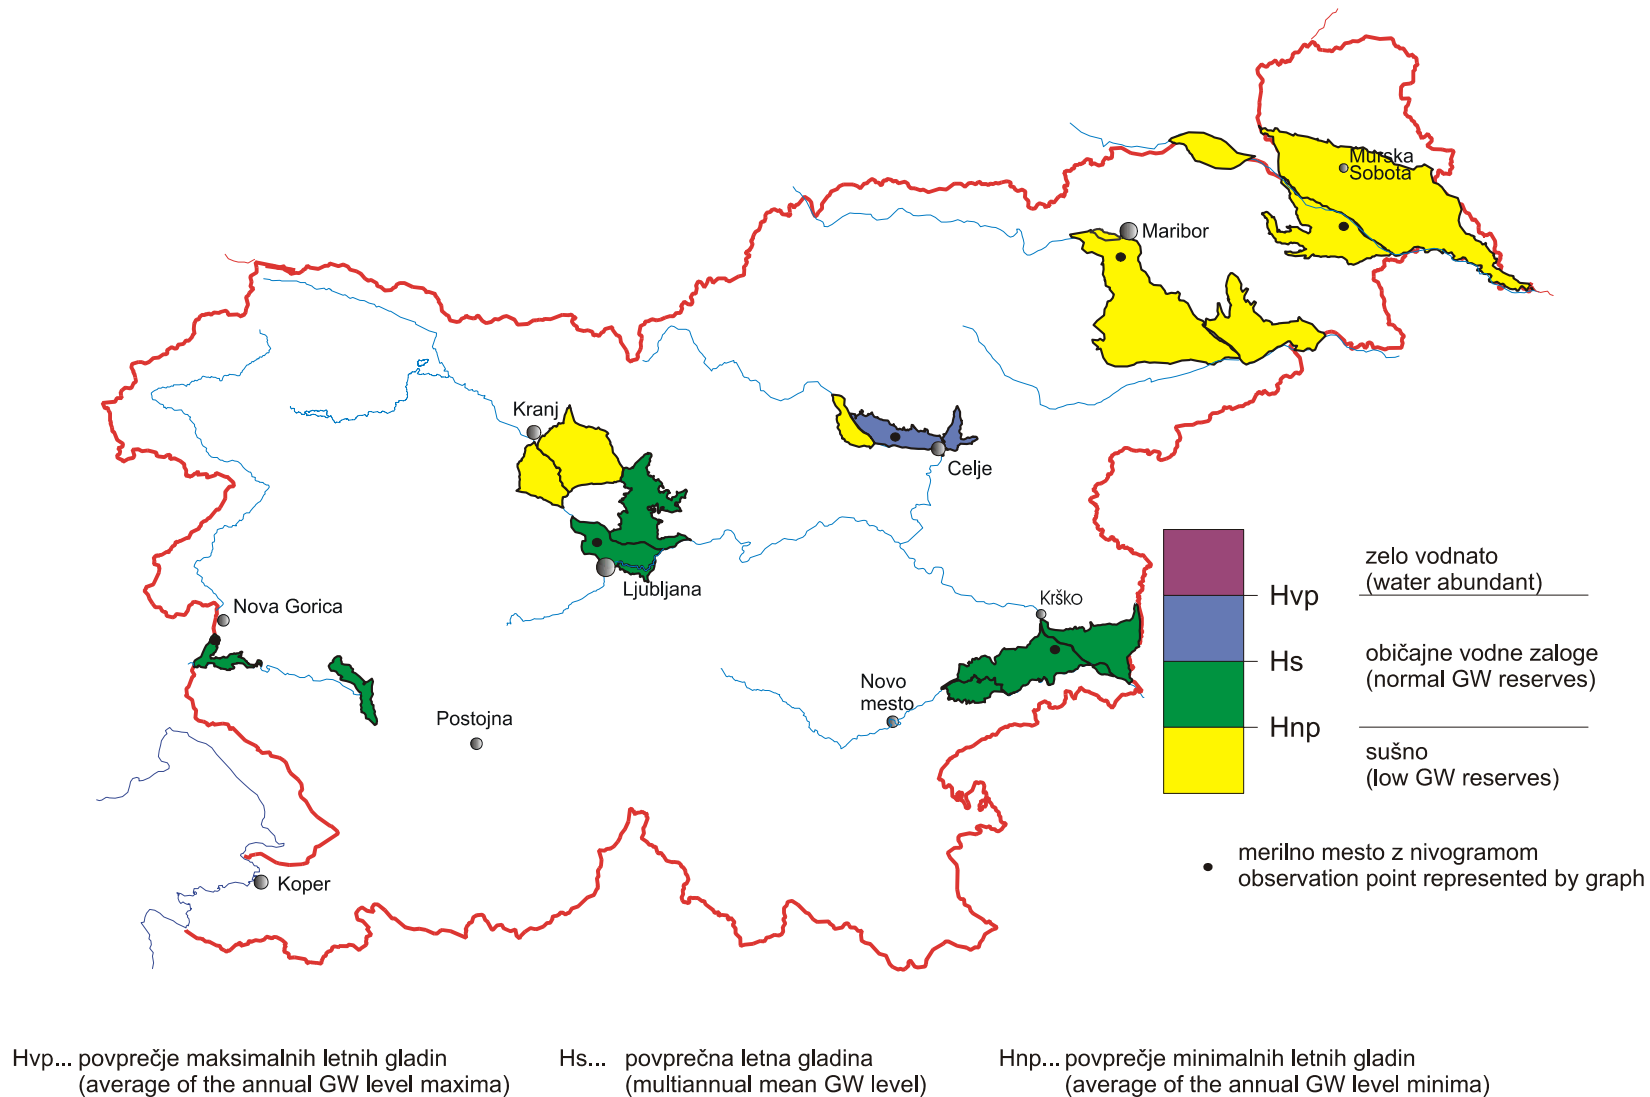 Murska
Sobota
Maribor
Kranj
Celje
Ljubljana
Nova Gorica
Krško
Novo
mesto
Postojna
Koper
zelo vodnato
(water abundant)
Hvp
Hs
običajne vodne zaloge
(normal GW reserves)
Hnp
sušno
(low GW reserves)
merilno mesto z nivogramom
observation point represented by graph
Hvp... povprečje maksimalnih letnih gladin
(average of the annual GW level maxima)
Hs... povprečna letna gladina
(multiannual mean GW level)
Hnp... povprečje minimalnih letnih gladin
(average of the annual GW level minima)